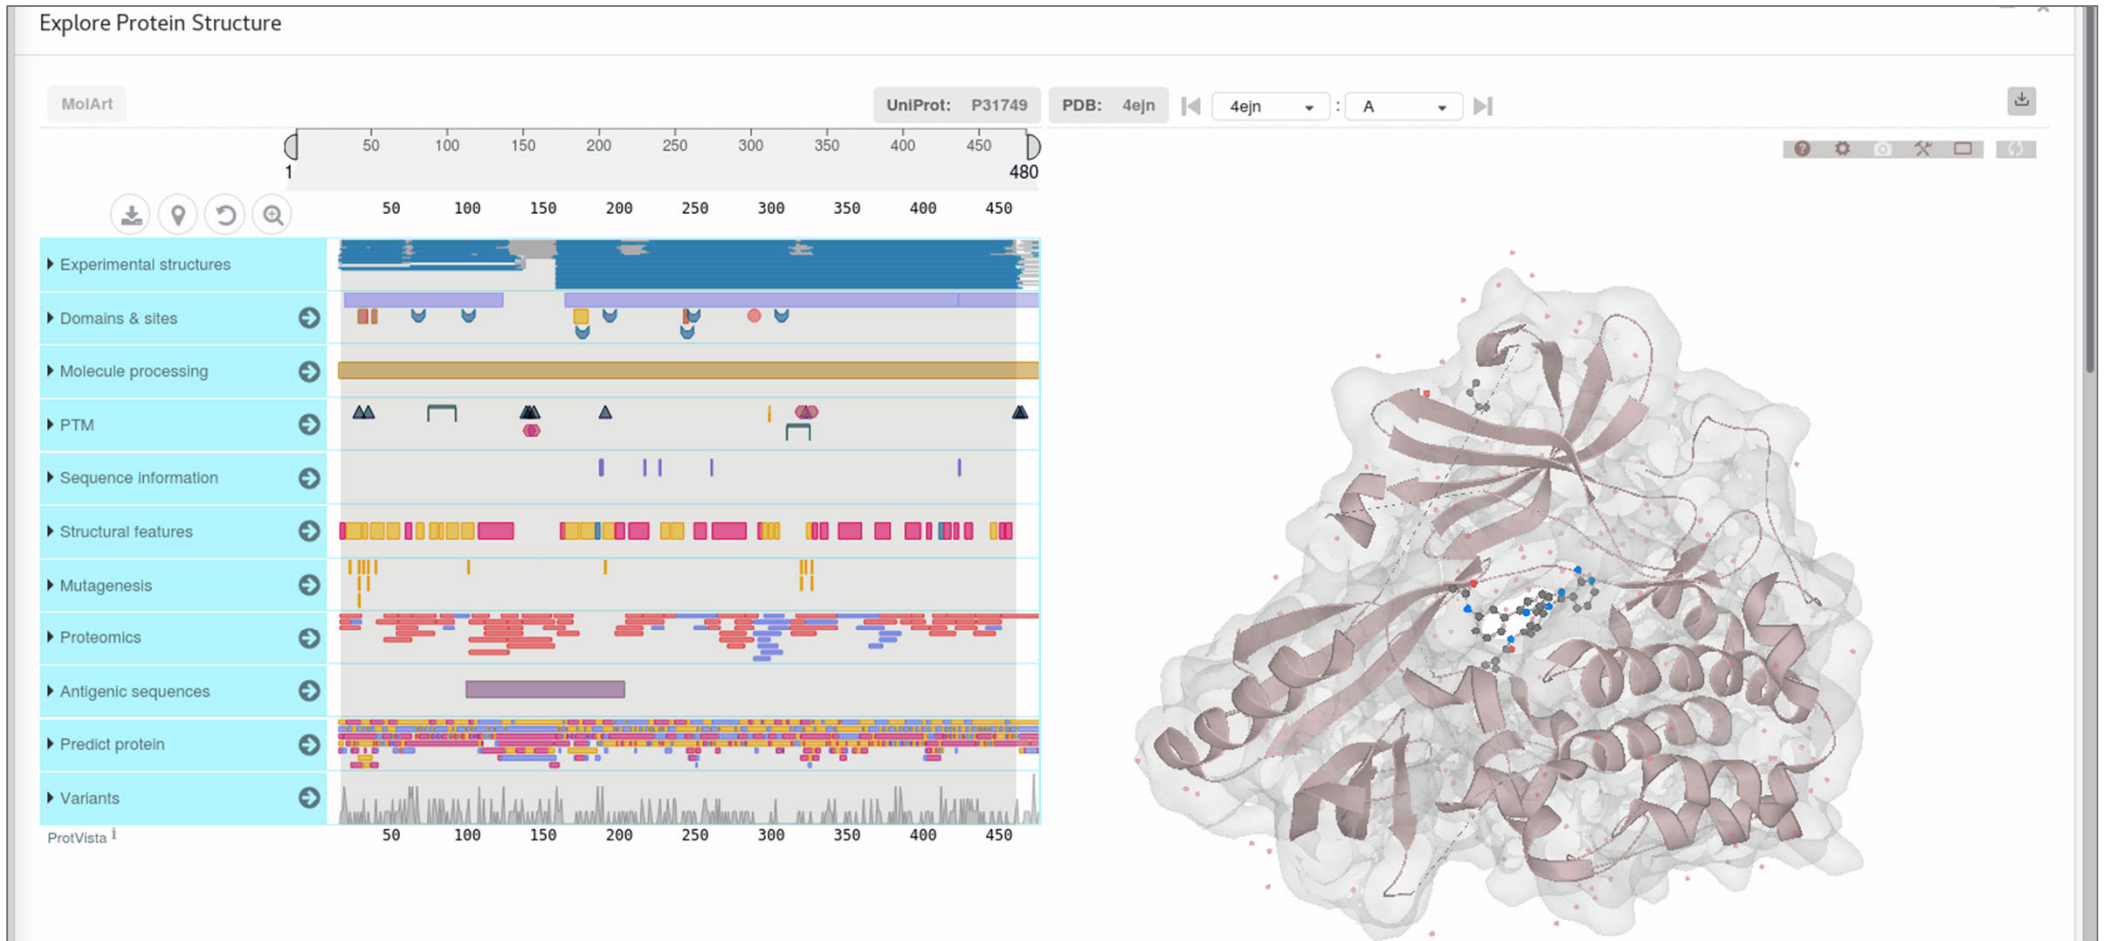 Explore Protein Structure
MolArt
UniProt: P31749 PDB: 4ejn 4ejn : A
50 100 150 200 250 300 350 400 450
1 480
50 100 150 200 250 300 350 400 450
Experimental structures
Domains & sites
Molecule processing
PTM
Sequence information
Structural features
Mutagenesis
Proteomics
Antigenic sequences
Predict protein
Variants
50 100 150 200 250 300 350 400 450
ProtVista i